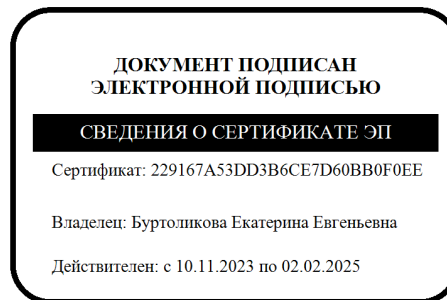 ДОКУМЕНТ ПОДПИСАН
ЭЛЕКТРОННОЙ ПОДПИСЬЮ
СВЕДЕНИЯ О СЕРТИФИКАТЕ ЭП
Сертификат: 229167A53DD3B6CE7D60BB0F0EE
Владелец: Буртоликова Екатерина Евгеньевна
Действителен: с 10.11.2023 по 02.02.2025